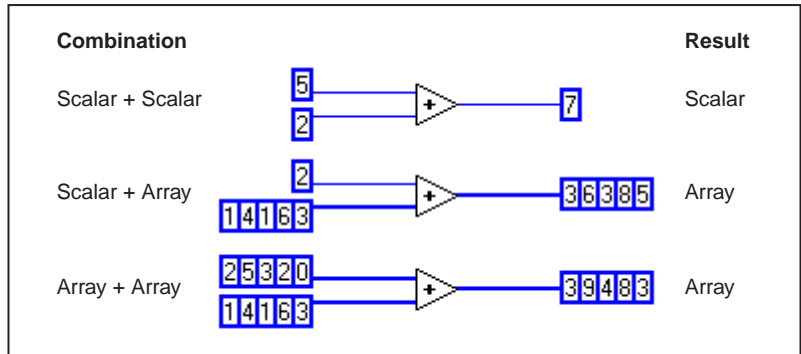 Combination Result
5
Scalar + Scalar + 7 Scalar
2
2
Scalar + Array + 3 6 3 8 5 Array
1 4 1 6 3
2 5 3 2 0
Array + Array + 3 9 4 8 3 Array
1 4 1 6 3